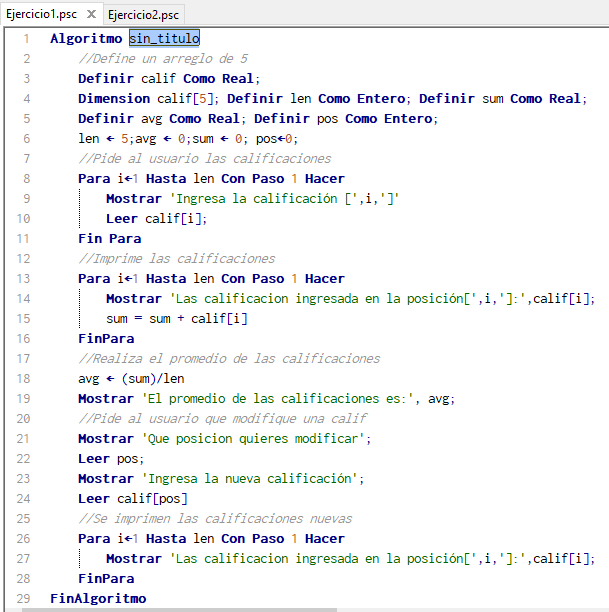 Ejercicio1.psc X Ejercicio2.psc
1 Algoritmo sin_titulo
2 //Define un arreglo de 5
3 Definir calif Como Real;
4 Dimension calif[5]; Definir len Como Entero; Definir sum Como Real;
5 Definir avg Como Real; Definir pos Como Entero;
6 len ← 5;avg ← 0;sum ← 0; pos←0;
7 //Pide al usuario las calificaciones
8 Para i←1 Hasta len Con Paso 1 Hacer
9 Mostrar 'Ingresa la calificación [',i,']'
10 Leer calif[i];
11 Fin Para
12 //Imprime las calificaciones
13 Para i←1 Hasta len Con Paso 1 Hacer
14 Mostrar 'Las calificacion ingresada en la posición[',i,']:',calif[i];
15 sum = sum + calif[i]
16 FinPara
17 //Realiza el promedio de las calificaciones
18 avg ← (sum)/len
19 Mostrar 'El promedio de las calificaciones es:', avg;
20 //Pide al usuario que modifique una calif
21 Mostrar 'Que posicion quieres modificar';
22 Leer pos;
23 Mostrar 'Ingresa la nueva calificación';
24 Leer calif[pos]
25 //Se imprimen las calificaciones nuevas
26 Para i←1 Hasta len Con Paso 1 Hacer
27 Mostrar 'Las calificacion ingresada en la posición[',i,']:',calif[i];
28 FinPara
29 FinAlgoritmo